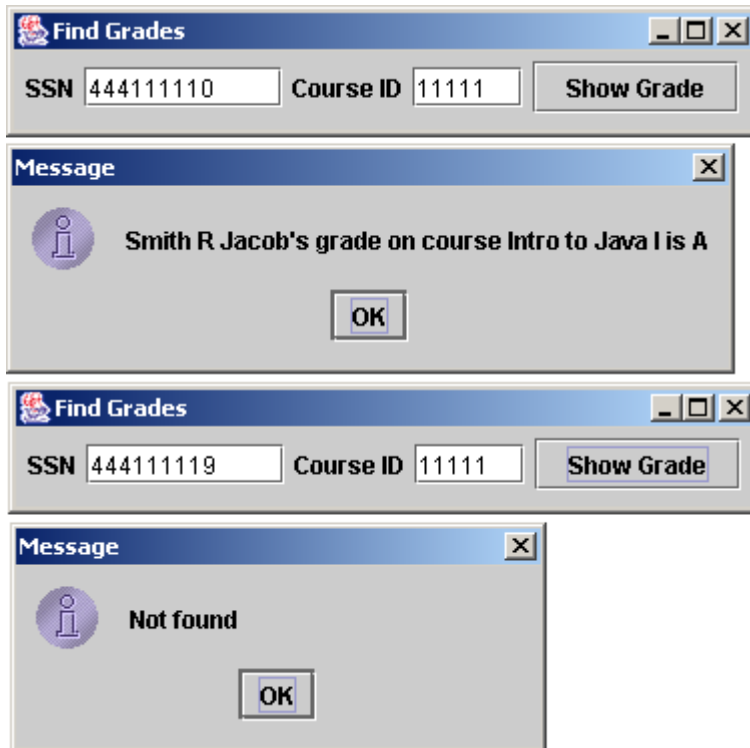 Find Grades
SSN 444111110 Course ID 11111 Show Grade
Message
Smith R Jacob's grade on course Intro to Java I is A
OK
Find Grades
SSN 444111119 Course ID 11111 Show Grade
Message
Not found
OK